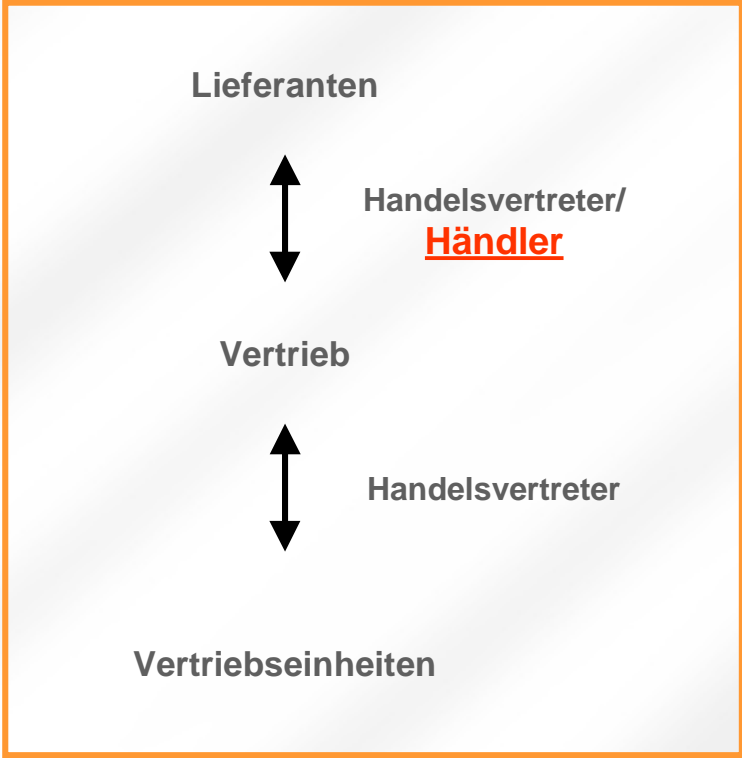 Lieferanten
Handelsvertreter/
Händler
Vertrieb
Handelsvertreter
Vertriebseinheiten